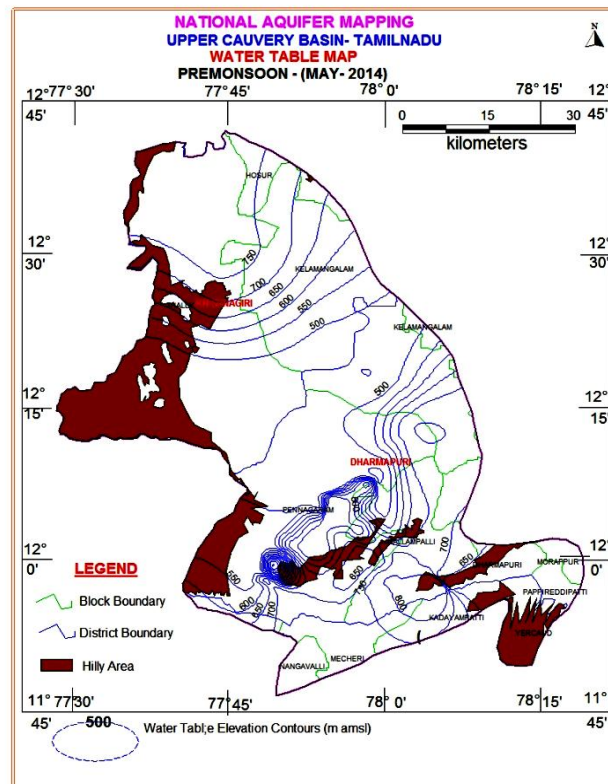 NATIONAL AQUIFER MAPPING
UPPER CAUVERY BASIN- TAMILNADU
WATER TABLE MAP
PREMONSOON - (MAY- 2014)
N
12° 77° 30' 77° 45' 78° 0' 78° 15' 12°
45' 45'
0 15 30
kilometers
HOSUR
12° 12°
30' 30'
750
700
KELAMANGALAM
650
600
550
500
KELAMANGALAM
500
12° 12°
15' 15'
DHARMAPURI
PENNAGARAM
600
700
12° 12°
0' 0'
650
MORAPPUR
LEGEND
550
650
750
600
650
700
800
PAPPIREDDIPATTI
KADAYAMPATTI
Block Boundary
District Boundary
MECHERI
NANGAVALLI
Hilly Area
11° 77° 30' 77° 45' 78° 0' 78° 15' 11°
45' 45'
500 Water Tabl;e Elevation Contours (m amsl)